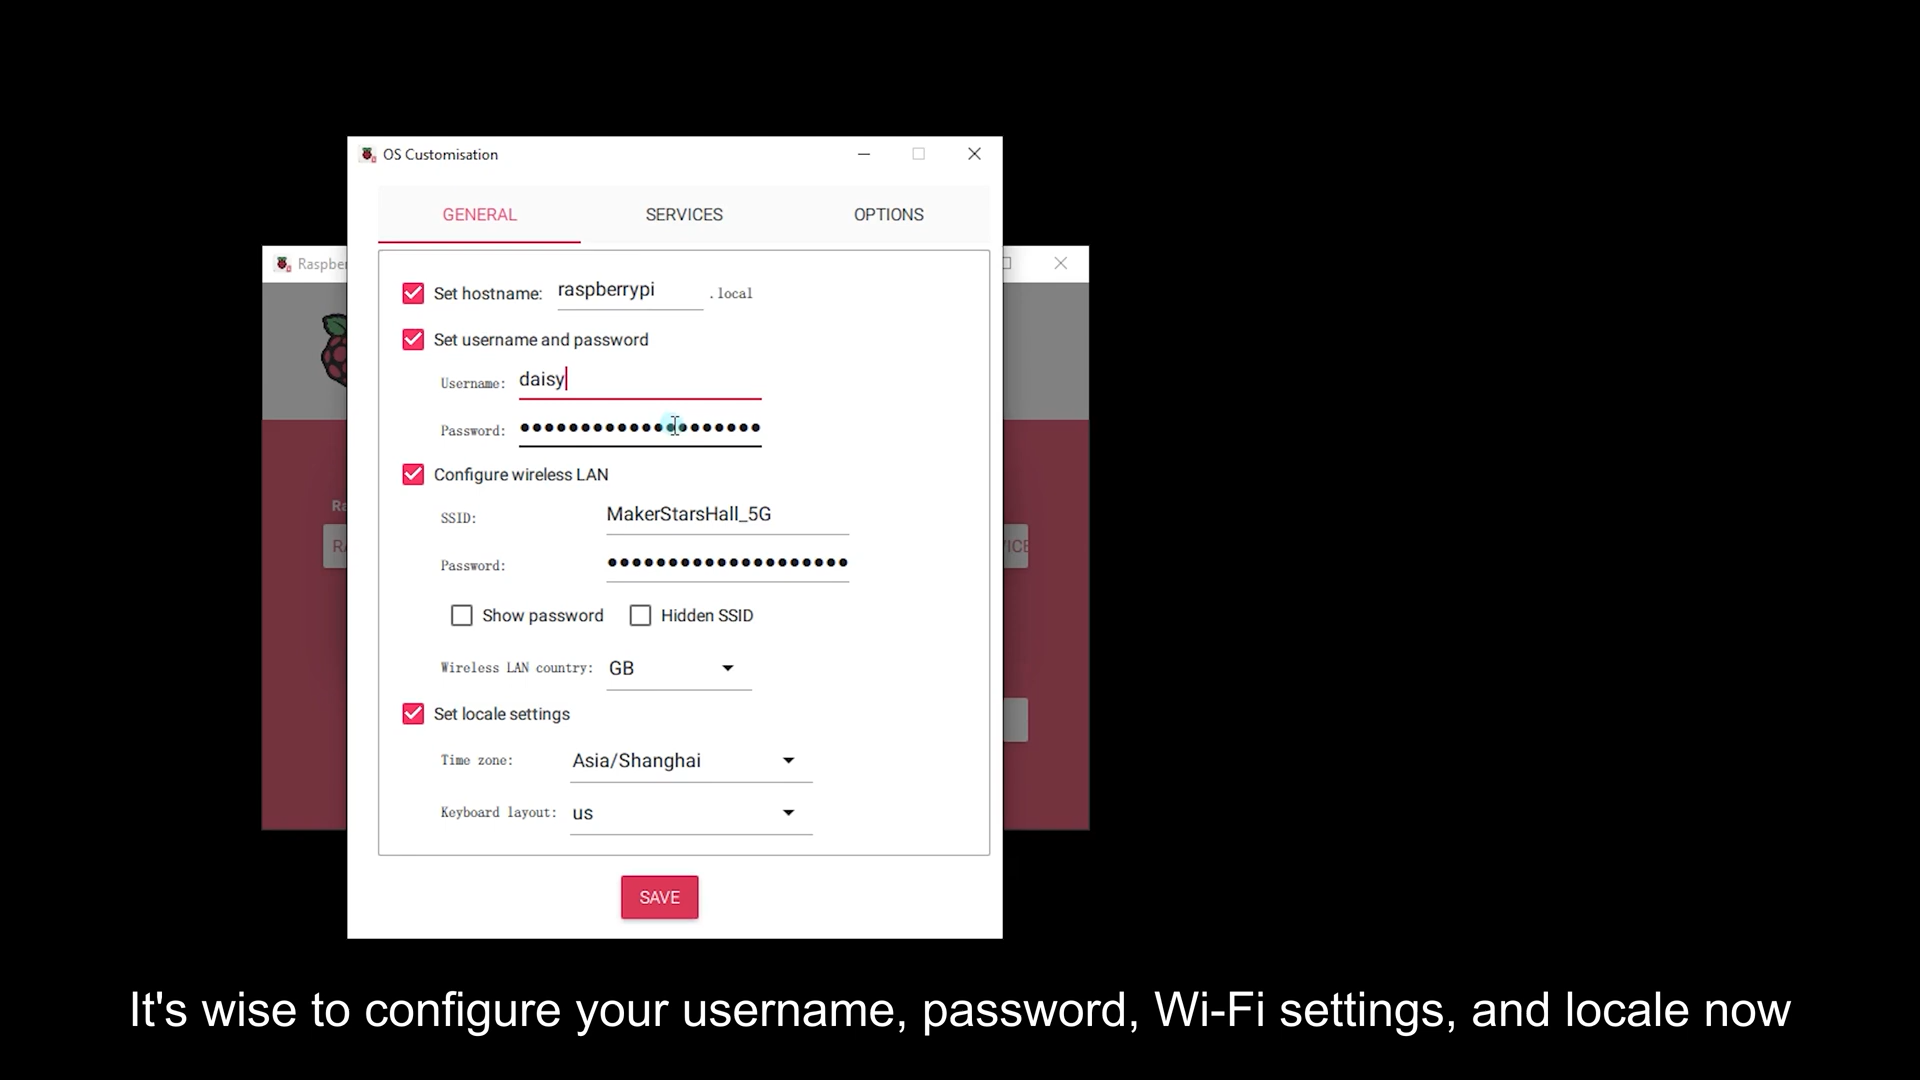 OS Customisation
GENERAL
SERVICES
OPTIONS
Raspber
Set hostname: raspberrypi .local
Set username and password
Username: daisy
Password: ••••••••••••••••••••
Configure wireless LAN
SSID: MakerStarsHall_5G
Password: ••••••••••••••••••••
Show password Hidden SSID
Wireless LAN country: GB
Set locale settings
Time zone: Asia/Shanghai
Keyboard layout: us
SAVE
It's wise to configure your username, password, Wi-Fi settings, and locale now